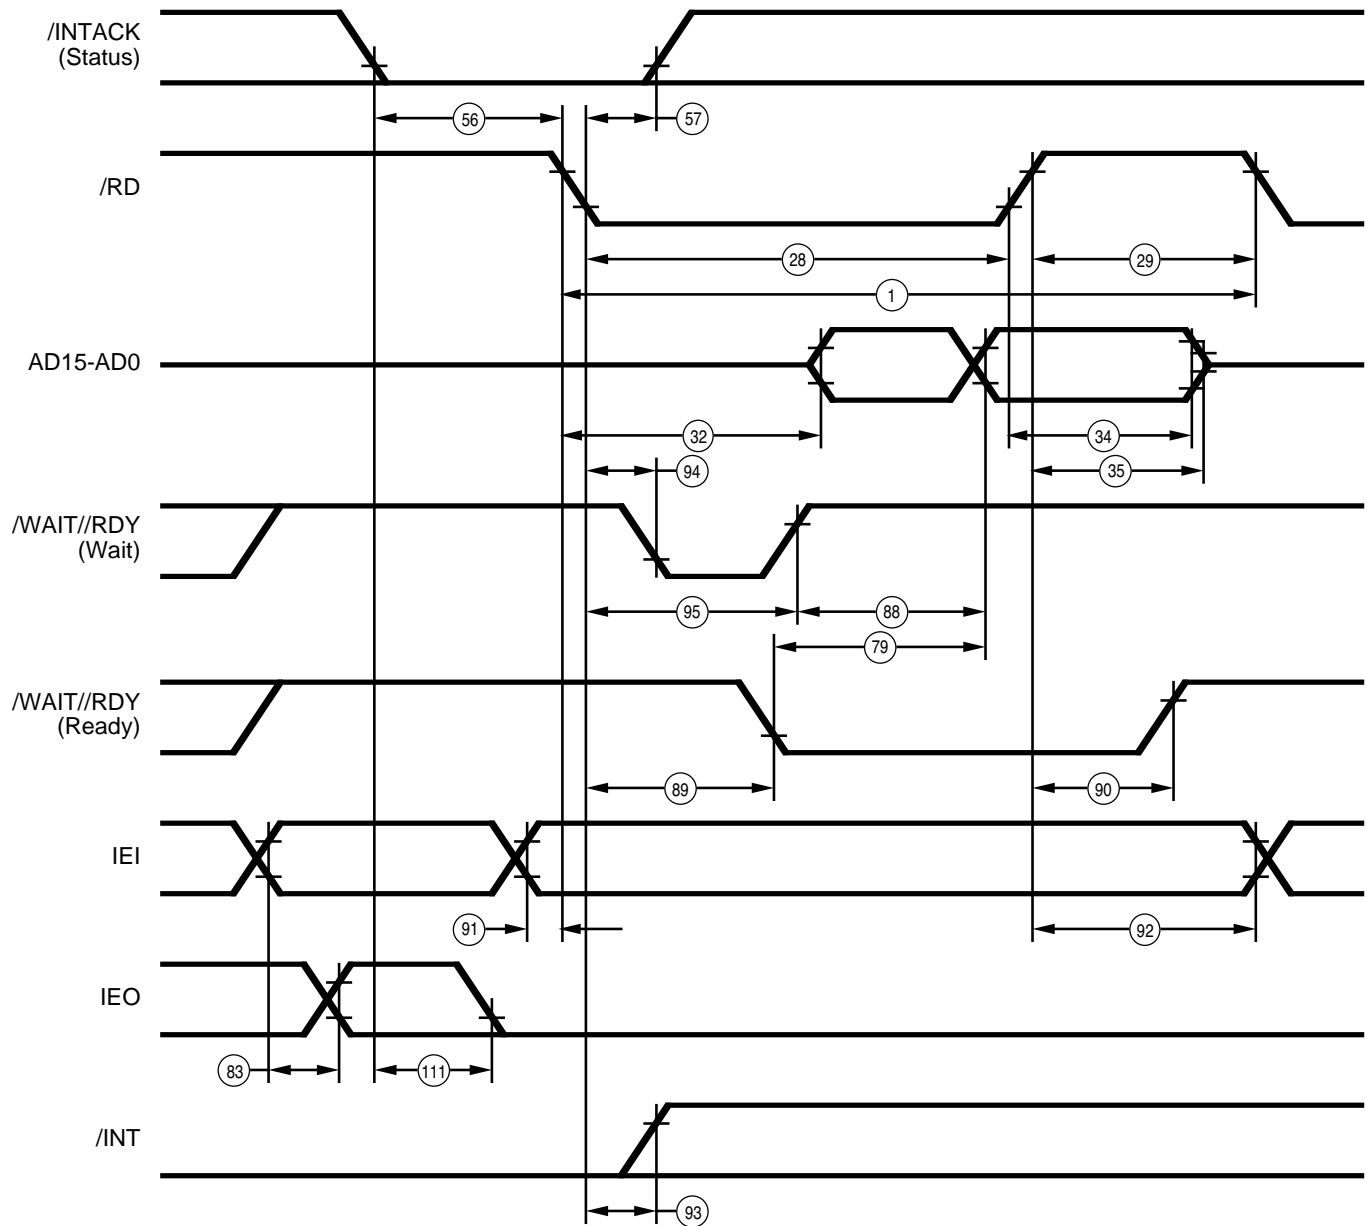 /INTACK
(Status)
56
57
/RD
28
29
1
AD15-AD0
32
34
94
35
/WAIT//RDY
(Wait)
95
88
79
/WAIT//RDY
(Ready)
89
90
IEI
91
92
IEO
83
111
/INT
93